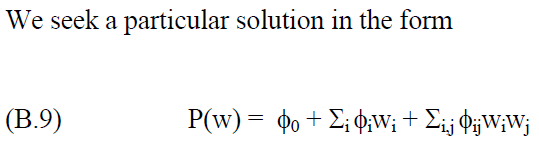 We seek a particular solution in the form
(B.9) P(w) = ϕ₀ + Σᵢ ϕᵢwᵢ + Σᵢ,ⱼ ϕᵢⱼwᵢwⱼ